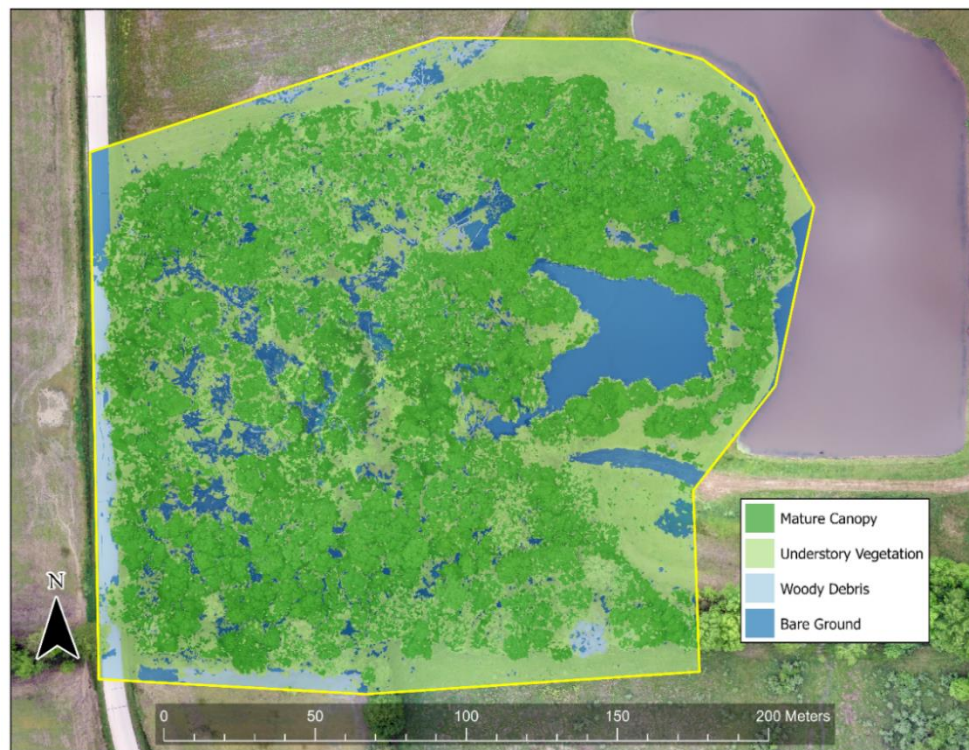 Mature Canopy
Understory Vegetation
Woody Debris
Bare Ground
N
0 50 100 150 200 Meters